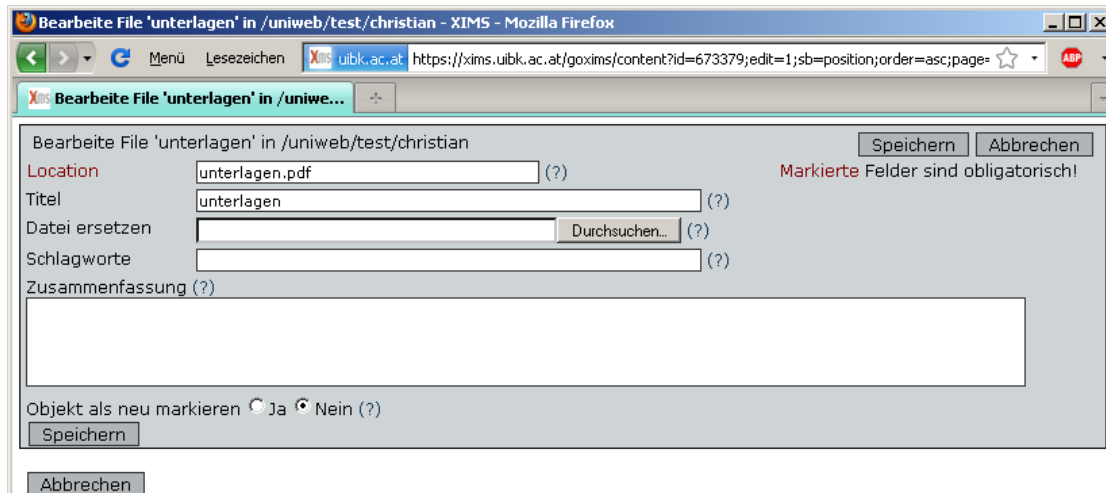 Bearbeite File 'unterlagen' in /uniweb/test/christian - XIMS - Mozilla Firefox
Menü Lesezeichen Xims uibk.ac.at https://xims.uibk.ac.at/goxims/content?id=673379;edit=1;sb=position;order=asc;page= ABP
Xims Bearbeite File 'unterlagen' in /uniwe...
Bearbeite File 'unterlagen' in /uniweb/test/christian Speichern Abbrechen
Location unterlagen.pdf (?) Markierte Felder sind obligatorisch!
Titel unterlagen (?)
Datei ersetzen Durchsuchen... (?)
Schlagworte (?)
Zusammenfassung (?)
Objekt als neu markieren Ja Nein (?)
Speichern
Abbrechen